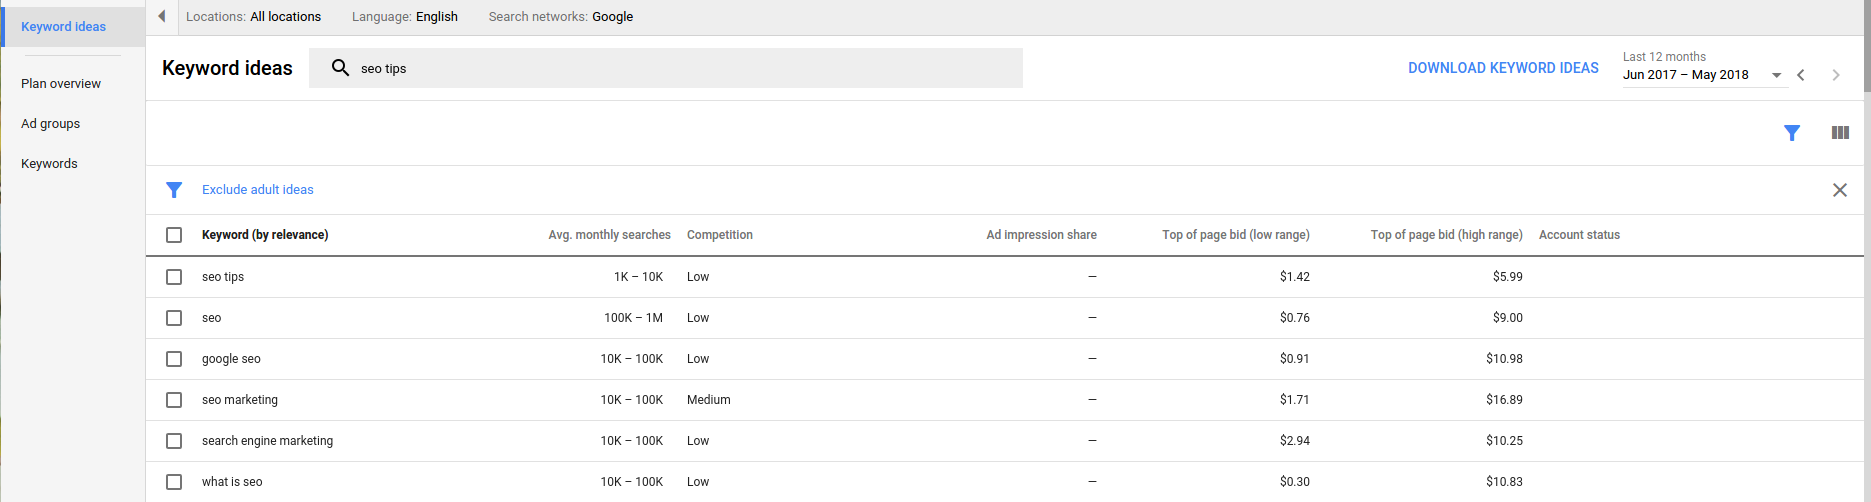 Keyword ideas
Plan overview
Ad groups
Keywords
Locations: All locations Language: English Search networks: Google
Keyword ideas seo tips DOWNLOAD KEYWORD IDEAS Last 12 months
Jun 2017 – May 2018
Exclude adult ideas
Keyword (by relevance) Avg. monthly searches Competition Ad impression share Top of page bid (low range) Top of page bid (high range) Account status
seo tips 1K – 10K Low — $1.42 $5.99
seo 100K – 1M Low — $0.76 $9.00
google seo 10K – 100K Low — $0.91 $10.98
seo marketing 10K – 100K Medium — $1.71 $16.89
search engine marketing 10K – 100K Low — $2.94 $10.25
what is seo 10K – 100K Low — $0.30 $10.83